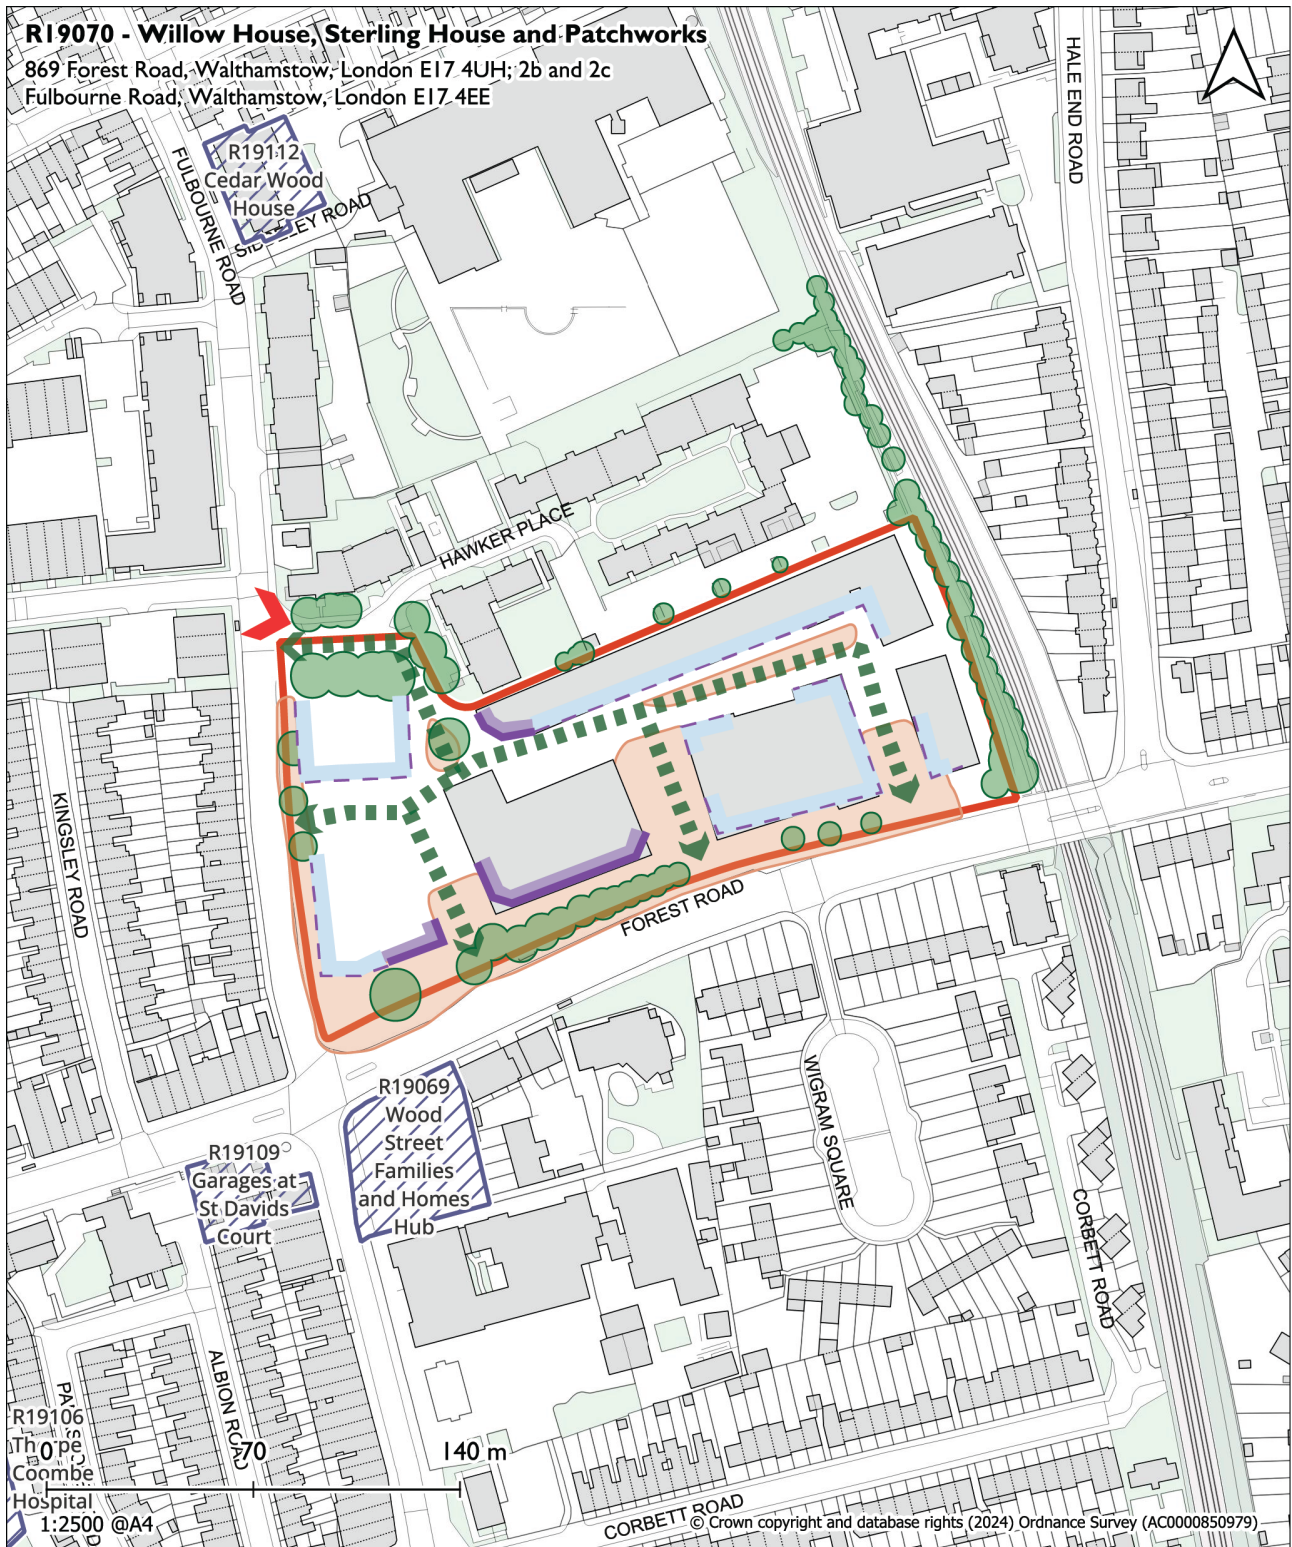 R19070 - Willow House, Sterling House and Patchworks
869 Forest Road, Walthamstow, London E17 4UH; 2b and 2c
Fulbourne Road, Walthamstow, London E17 4EE
HALE END ROAD
R19112
Cedar Wood
House
FULBOURNE ROAD
ROAD
HAWKER PLACE
KINGSLEY ROAD
FOREST ROAD
R19069
Wood
Street
Families
and Homes
Hub
WIGRAM SQUARE
R19109
Garages at
St Davids
Court
CORBETT ROAD
ALBION ROAD
R19106
Coombe
Hospital
0 70 140 m
1:2500 @A4
CORBETT ROAD
© Crown copyright and database rights (2024) Ordnance Survey (AC0000850979)